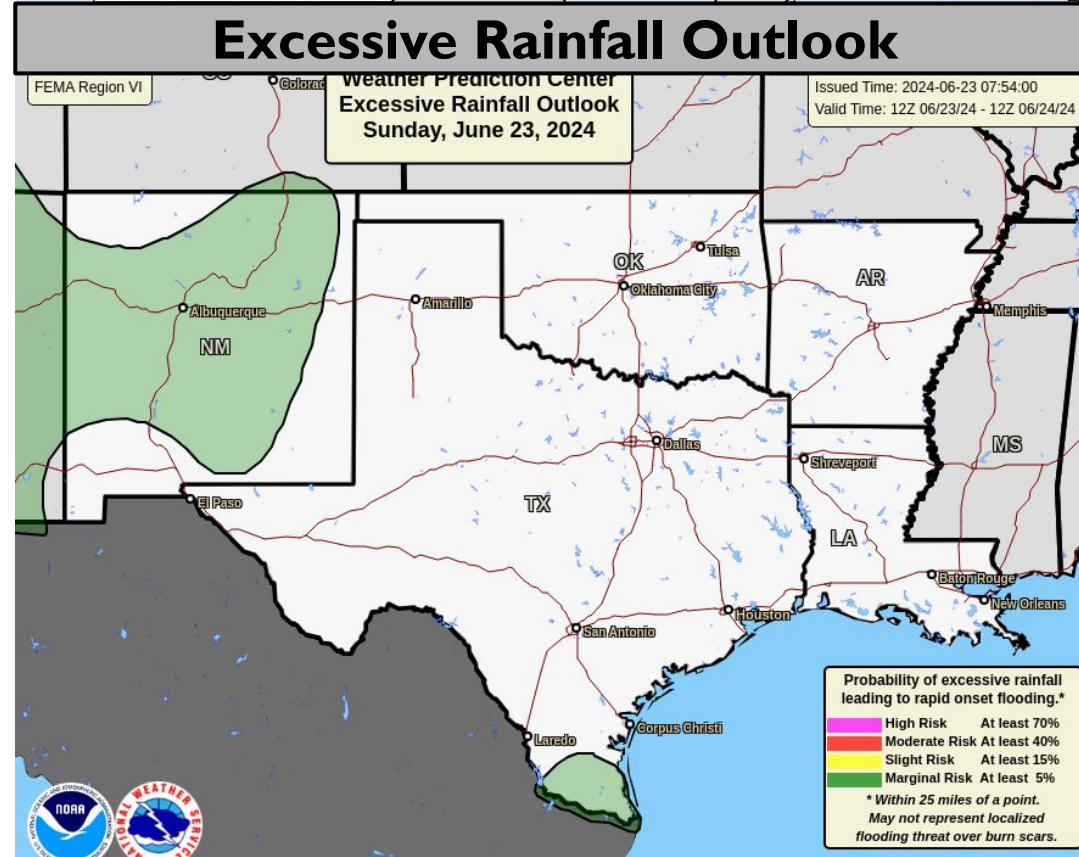 Excessive Rainfall Outlook
FEMA Region VI
Weather Prediction Center
Excessive Rainfall Outlook
Sunday, June 23, 2024
Issued Time: 2024-06-23 07:54:00
Valid Time: 12Z 06/23/24 - 12Z 06/24/24
Tulsa
OK
Oklahoma City
AR
Amarillo
Albuquerque
Memphis
NM
Dallas
MS
Shreveport
El Paso
TX
LA
Baton Rouge
New Orleans
Houston
San Antonio
Corpus Christi
Laredo
Probability of excessive rainfall
leading to rapid onset flooding.*
High Risk At least 70%
Moderate Risk At least 40%
Slight Risk At least 15%
Marginal Risk At least 5%
* Within 25 miles of a point.
May not represent localized
flooding threat over burn scars.
NOAA
NATIONAL WEATHER SERVICE